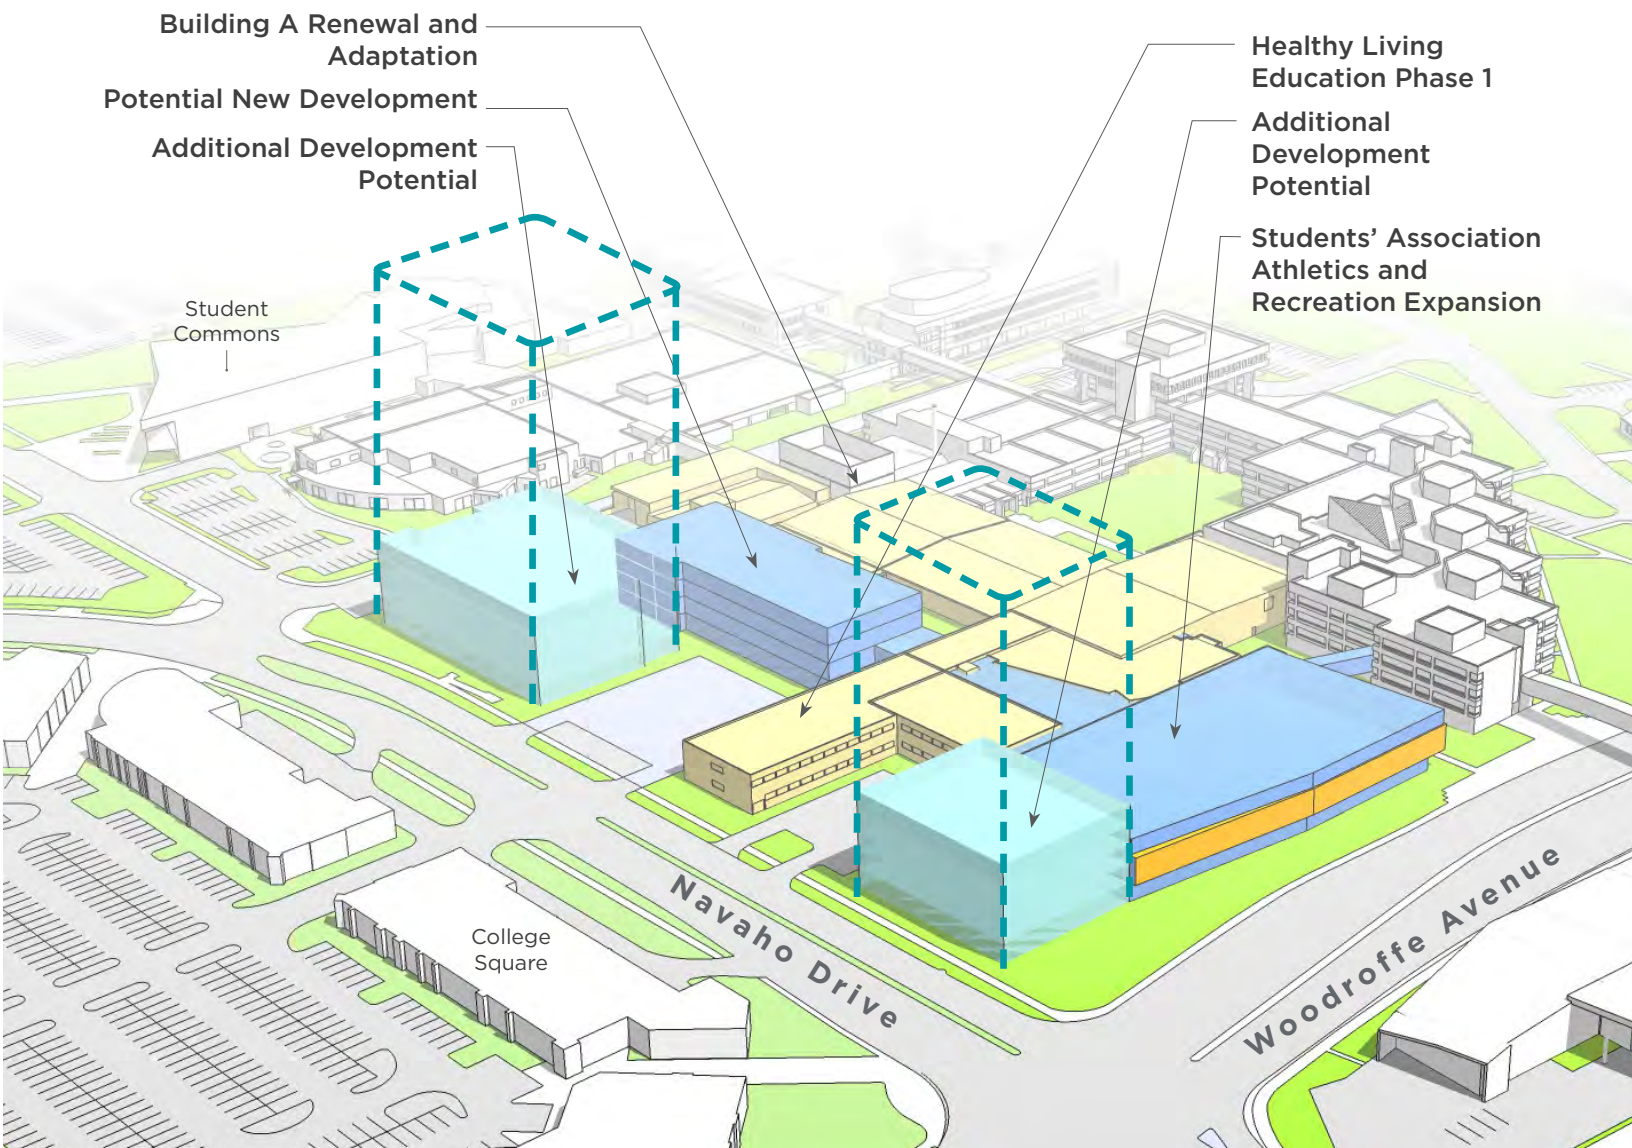 Building A Renewal and
Adaptation
Potential New Development
Additional Development
Potential
Healthy Living
Education Phase 1
Additional
Development
Potential
Students’ Association
Athletics and
Recreation Expansion
Student
Commons
College
Square
Navaho Drive
Woodroffe Avenue